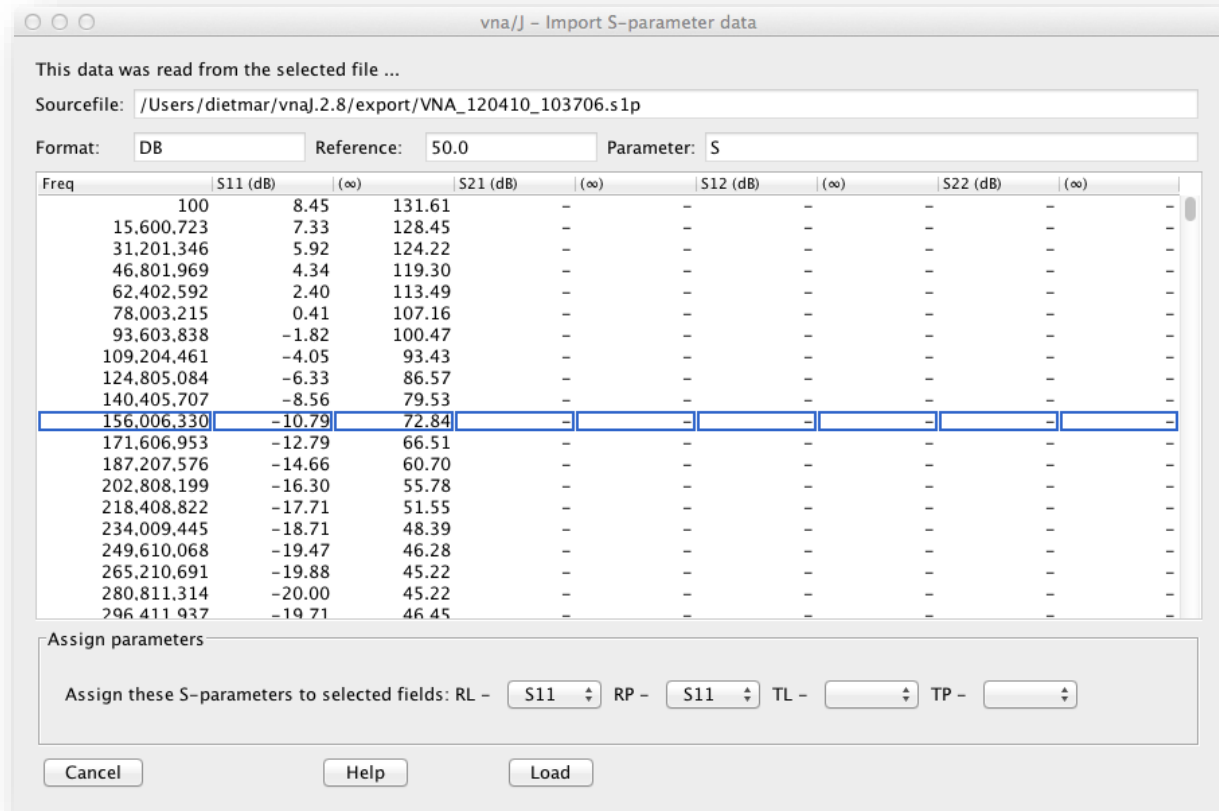 vna/J – Import S-parameter data
This data was read from the selected file ...
Sourcefile: /Users/dietmar/vnaJ.2.8/export/VNA_120410_103706.s1p
Format: DB Reference: 50.0 Parameter: S
Freq S11 (dB) (∞) S21 (dB) (∞) S12 (dB) (∞) S22 (dB) (∞)
100 8.45 131.61 – – – – – –
15,600,723 7.33 128.45 – – – – – –
31,201,346 5.92 124.22 – – – – – –
46,801,969 4.34 119.30 – – – – – –
62,402,592 2.40 113.49 – – – – – –
78,003,215 0.41 107.16 – – – – – –
93,603,838 –1.82 100.47 – – – – – –
109,204,461 –4.05 93.43 – – – – – –
124,805,084 –6.33 86.57 – – – – – –
140,405,707 –8.56 79.53 – – – – – –
156,006,330 –10.79 72.84 – – – – – –
171,606,953 –12.79 66.51 – – – – – –
187,207,576 –14.66 60.70 – – – – – –
202,808,199 –16.30 55.78 – – – – – –
218,408,822 –17.71 51.55 – – – – – –
234,009,445 –18.71 48.39 – – – – – –
249,610,068 –19.47 46.28 – – – – – –
265,210,691 –19.88 45.22 – – – – – –
280,811,314 –20.00 45.22 – – – – – –
296,411,937 –19.71 46.45 – – – – – –
Assign parameters
Assign these S-parameters to selected fields: RL – S11 RP – S11 TL – TP –
Cancel Help Load